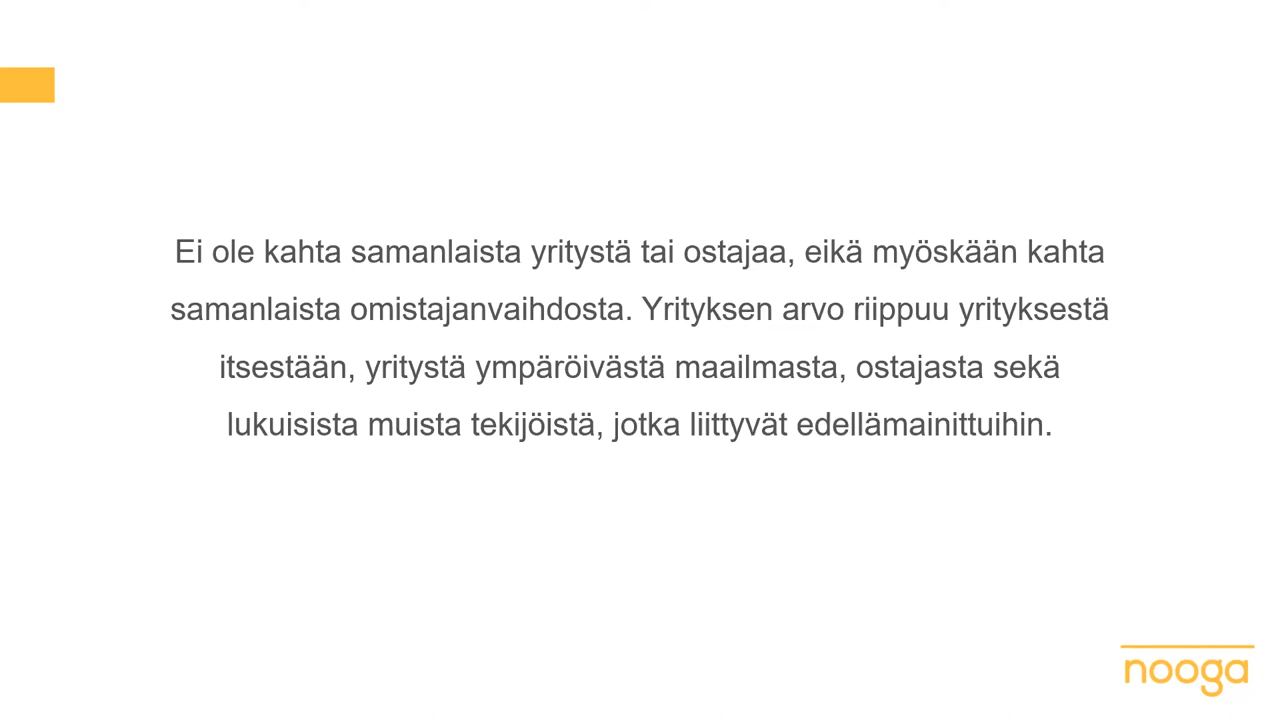 Ei ole kahta samanlaista yritystä tai ostajaa, eikä myöskään kahta
samanlaista omistajanvaihdosta. Yrityksen arvo riippuu yrityksestä
itsestään, yritystä ympäröivästä maailmasta, ostajasta sekä
lukuisista muista tekijöistä, jotka liittyvät edellämainittuihin.
nooga